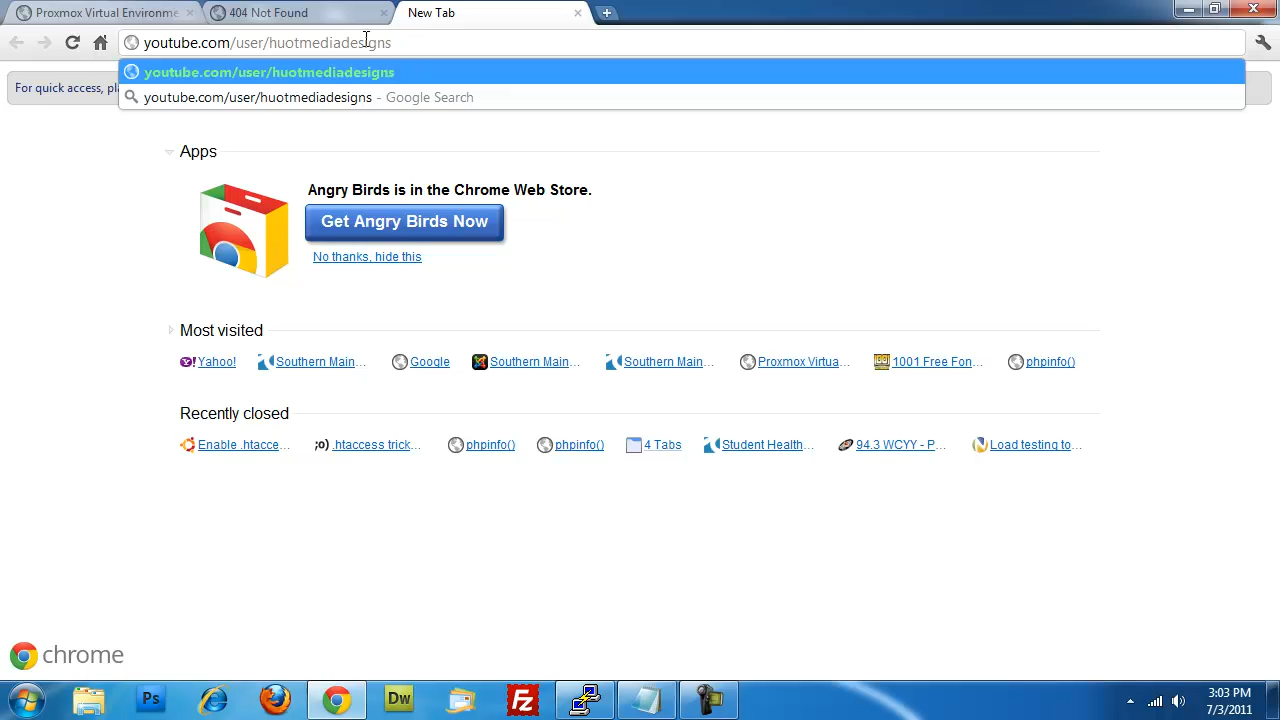 Proxmox Virtual Environme
404 Not Found
New Tab
youtube.com/user/huotmediadesigns
youtube.com/user/huotmediadesigns
youtube.com/user/huotmediadesigns - Google Search
For quick access, pl
Apps
Angry Birds is in the Chrome Web Store.
Get Angry Birds Now
No thanks, hide this
Most visited
Yahoo! Southern Main... Google Southern Main... Southern Main... Proxmox Virtua... 1001 Free Fon... phpinfo()
Recently closed
Enable .htacce... ;o) .htaccess trick... phpinfo() phpinfo() 4 Tabs Student Health... 94.3 WCYY - P... Load testing to...
chrome
Ps Dw Fz
3:03 PM
7/3/2011